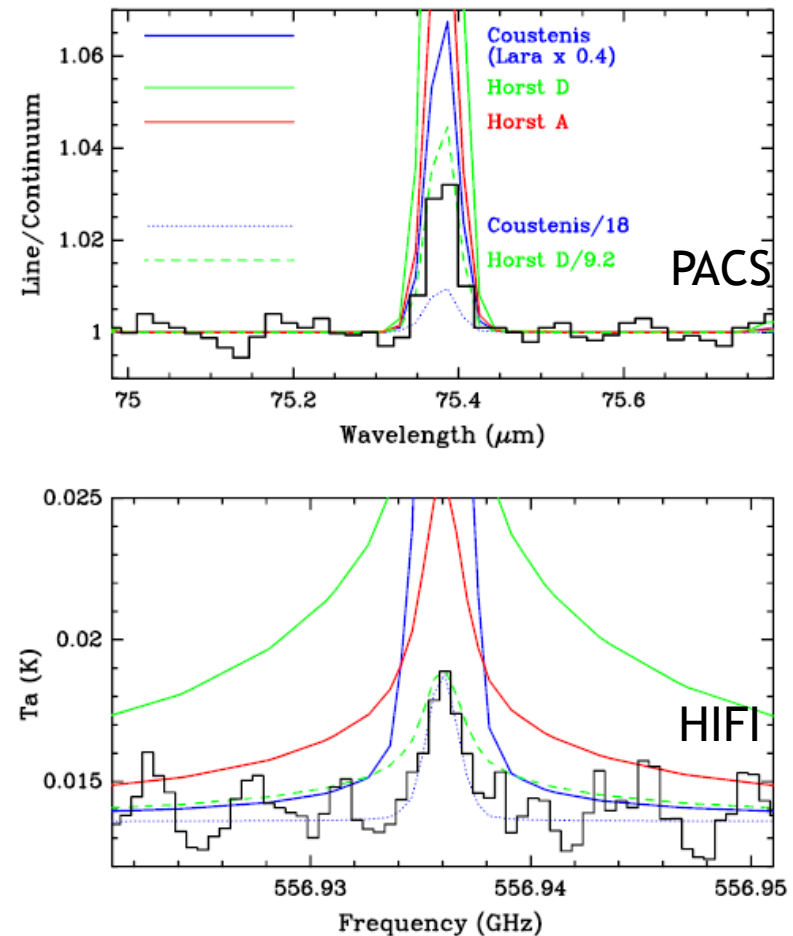 1.06
1.04
1.02
1
Line/Continuum
Coustenis
(Lara x 0.4)
Horst D
Horst A
Coustenis/18
Horst D/9.2
PACS
75
75.2
75.4
75.6
Wavelength (μm)
0.025
0.02
0.015
Ta (K)
HIFI
556.93
556.94
556.95
Frequency (GHz)